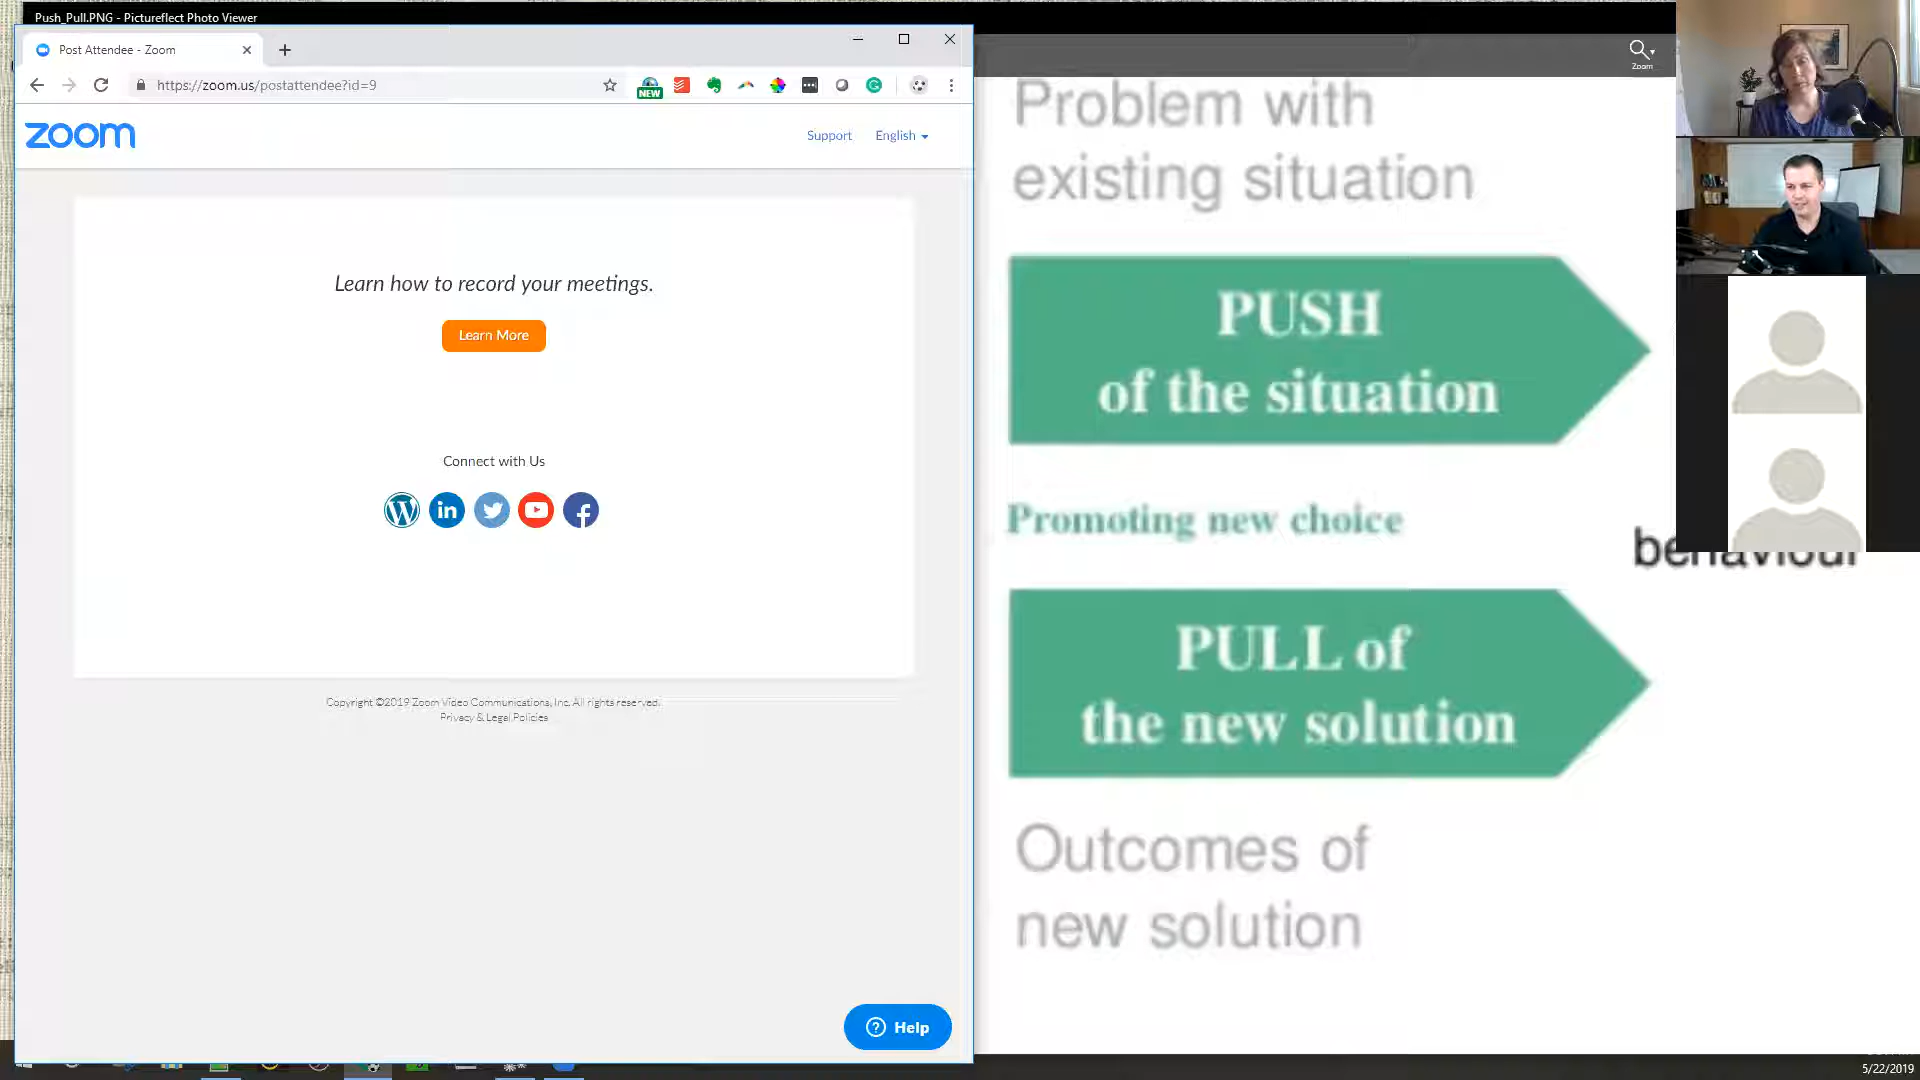 Push_Pull.PNG - Pictureflect Photo Viewer
Post Attendee - Zoom
https://zoom.us/postattendee?id=9
NEW
zoom
Support
English
Learn how to record your meetings.
Learn More
Connect with Us
Copyright ©2019 Zoom Video Communications, Inc. All rights reserved.
Privacy & Legal Policies
Help
Zoom
Problem with
existing situation
PUSH
of the situation
Promoting new choice
behaviour
PULL of
the new solution
Outcomes of
new solution
5/22/2019